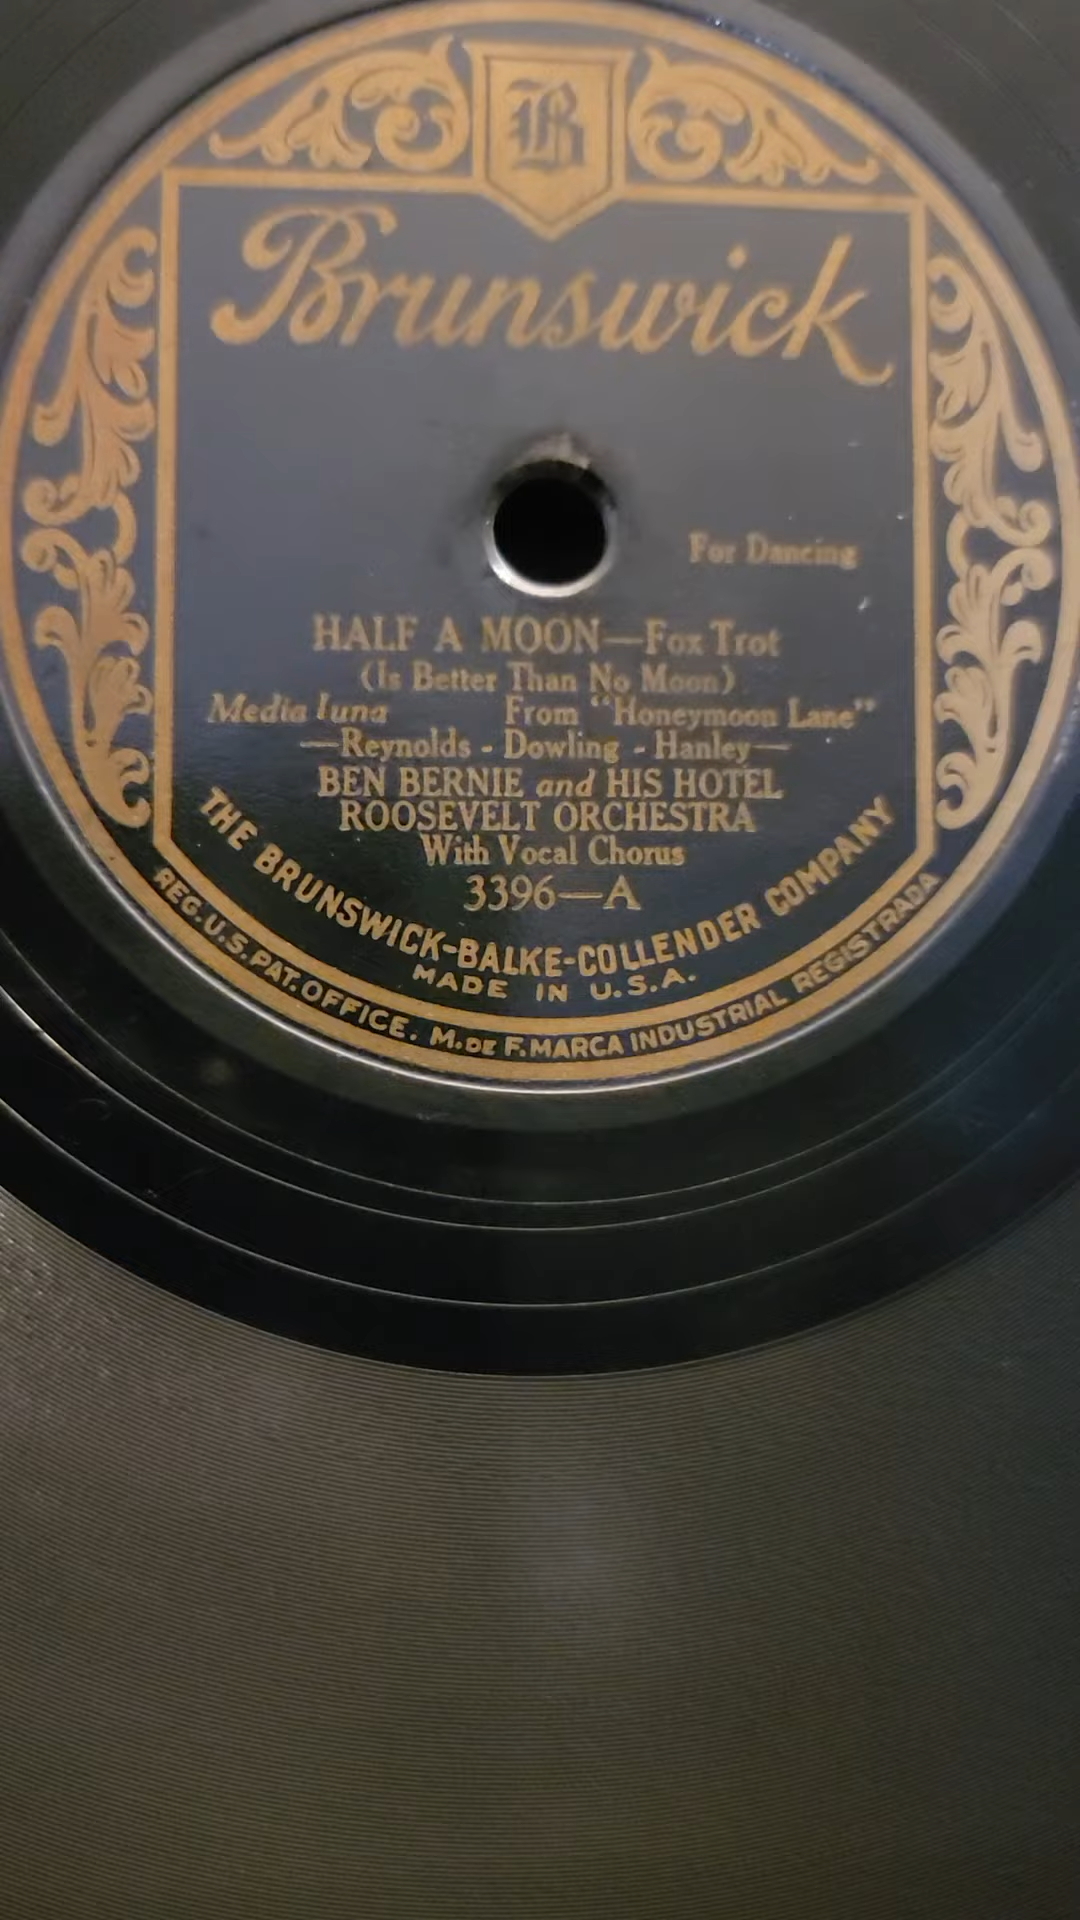 B
Brunswick
For Dancing
HALF A MOON—Fox Trot
(Is Better Than No Moon)
Media luna From "Honeymoon Lane"
—Reynolds - Dowling - Hanley—
BEN BERNIE and HIS HOTEL
ROOSEVELT ORCHESTRA
With Vocal Chorus
3396—A
THE BRUNSWICK-BALKE-COLLENDER COMPANY
MADE IN U.S.A.
REG.U.S.PAT.OFFICE. M.DE F.MARCA INDUSTRIAL REGISTRADA